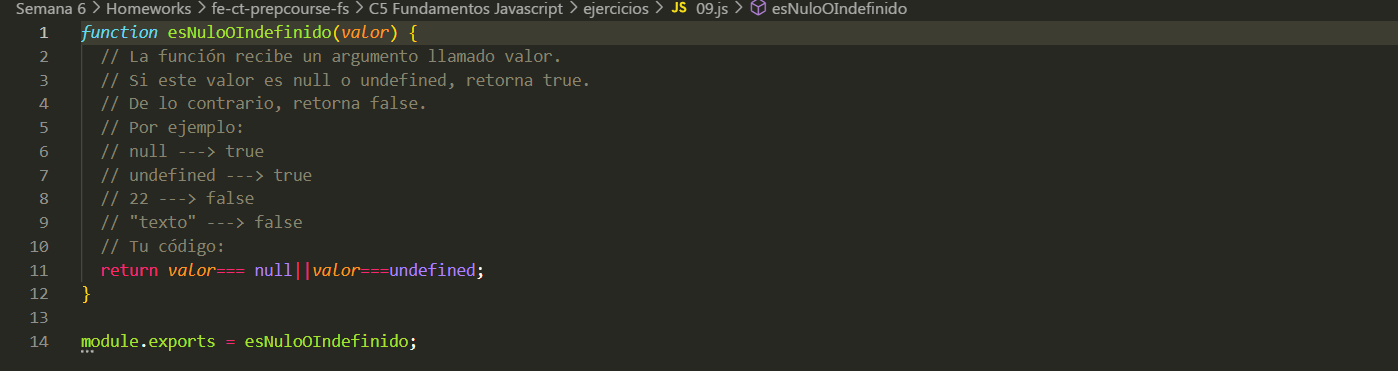 Semana 6 > Homeworks > fe-ct-prepcourse-fs > C5 Fundamentos Javascript > ejercicios > JS 09.js > esNuloOIndefinido
1 function esNuloOIndefinido(valor) {
2 // La función recibe un argumento llamado valor.
3 // Si este valor es null o undefined, retorna true.
4 // De lo contrario, retorna false.
5 // Por ejemplo:
6 // null ---> true
7 // undefined ---> true
8 // 22 ---> false
9 // "texto" ---> false
10 // Tu código:
11 return valor=== null||valor===undefined;
12 }
13
14 module.exports = esNuloOIndefinido;